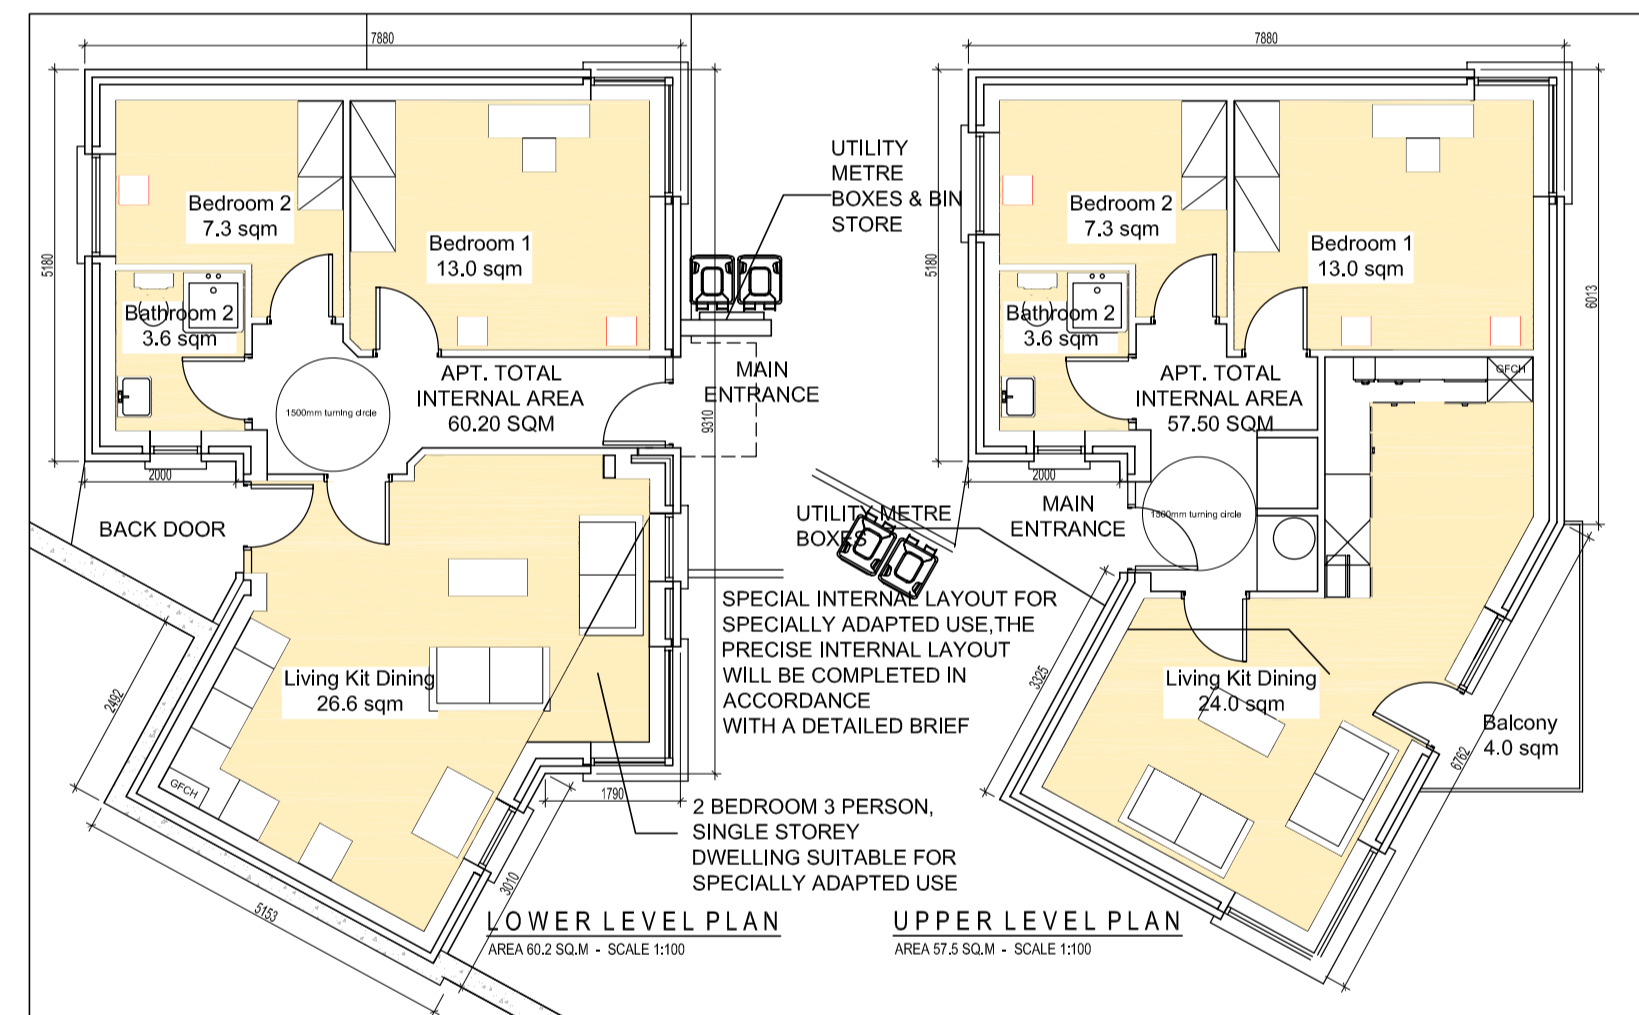 7880
7880
UTILITY
METRE
BOXES & BIN
STORE
Bedroom 2
7.3 sqm
Bedroom 1
13.0 sqm
Bedroom 2
7.3 sqm
Bedroom 1
13.0 sqm
5180
5180
6013
Bathroom 2
3.6 sqm
Bathroom 2
3.6 sqm
APT. TOTAL
INTERNAL AREA
60.20 SQM
MAIN
ENTRANCE
APT. TOTAL
INTERNAL AREA
57.50 SQM
GFCH
1500mm turning circle
9310
2000
2000
BACK DOOR
UTILITY METRE
BOXES
MAIN
ENTRANCE
1500mm turning circle
SPECIAL INTERNAL LAYOUT FOR
SPECIALLY ADAPTED USE,THE
PRECISE INTERNAL LAYOUT
WILL BE COMPLETED IN
ACCORDANCE
WITH A DETAILED BRIEF
Living Kit Dining
26.6 sqm
Living Kit Dining
24.0 sqm
2492
3325
Balcony
4.0 sqm
6762
GFCH
1790
2 BEDROOM 3 PERSON,
SINGLE STOREY
DWELLING SUITABLE FOR
SPECIALLY ADAPTED USE
3010
5153
LOWER LEVEL PLAN
AREA 60.2 SQ.M - SCALE 1:100
UPPER LEVEL PLAN
AREA 57.5 SQ.M - SCALE 1:100